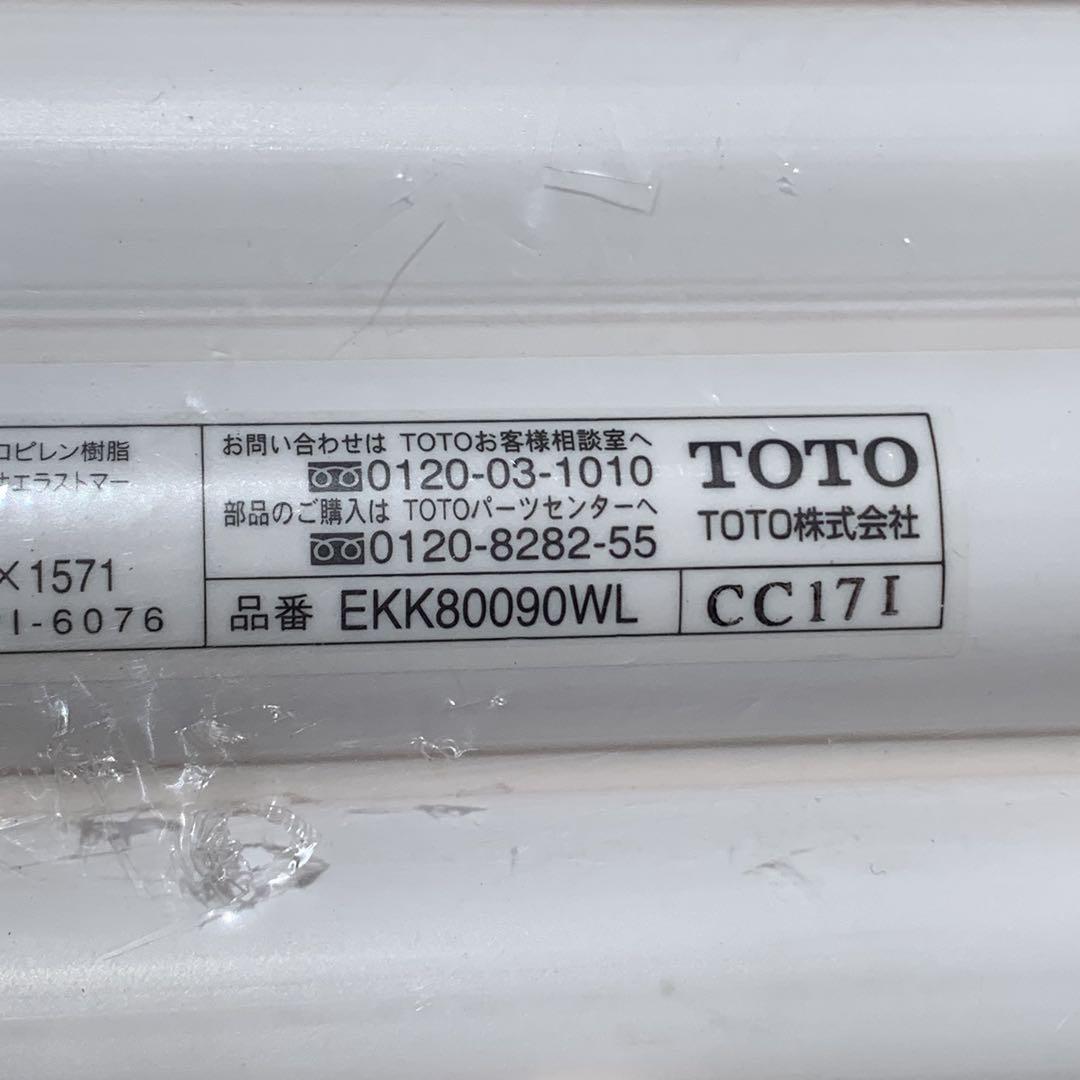 ロピレン樹脂
エラストマー
×1571
I-6076
お問い合わせは TOTOお客様相談室へ
0120-03-1010
部品のご購入は TOTOパーツセンターへ
0120-8282-55
TOTO
TOTO株式会社
品番 EKK80090WL
CC17I